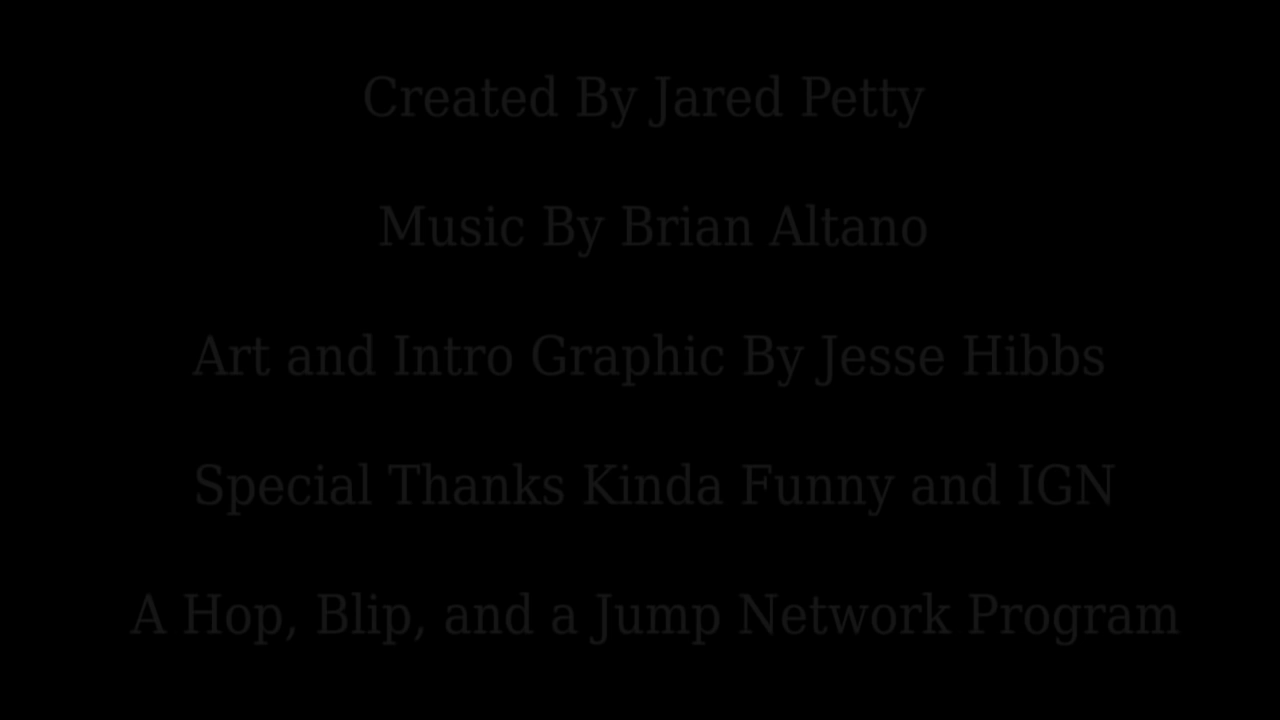 Created By Jared Petty
Music By Brian Altano
Art and Intro Graphic By Jesse Hibbs
Special Thanks Kinda Funny and IGN
A Hop, Blip, and a Jump Network Program